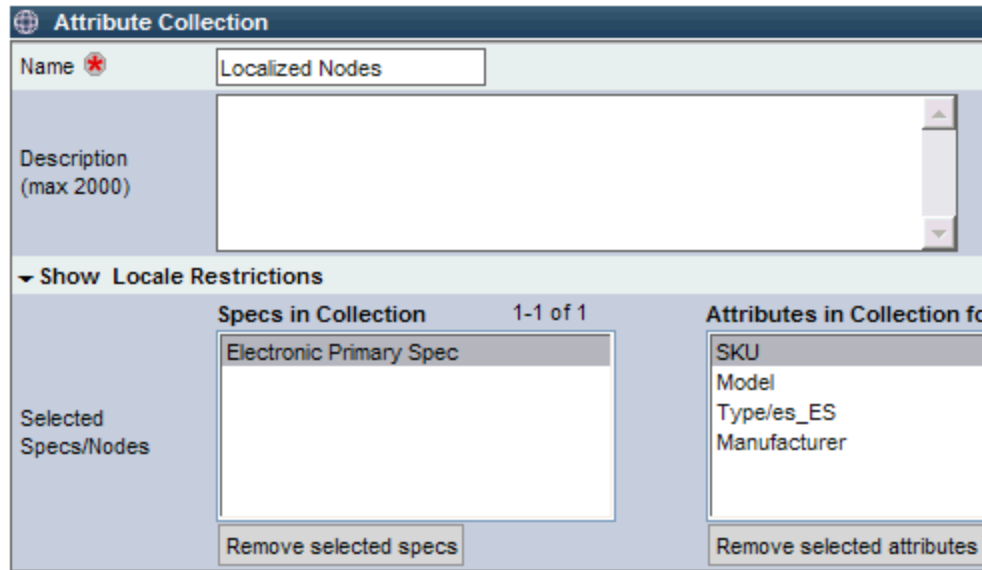 Attribute Collection
Name
Localized Nodes
Description
(max 2000)
Show Locale Restrictions
Specs in Collection 1-1 of 1 Attributes in Collection fo
Electronic Primary Spec
SKU
Model
Type/es_ES
Manufacturer
Selected
Specs/Nodes
Remove selected specs
Remove selected attributes